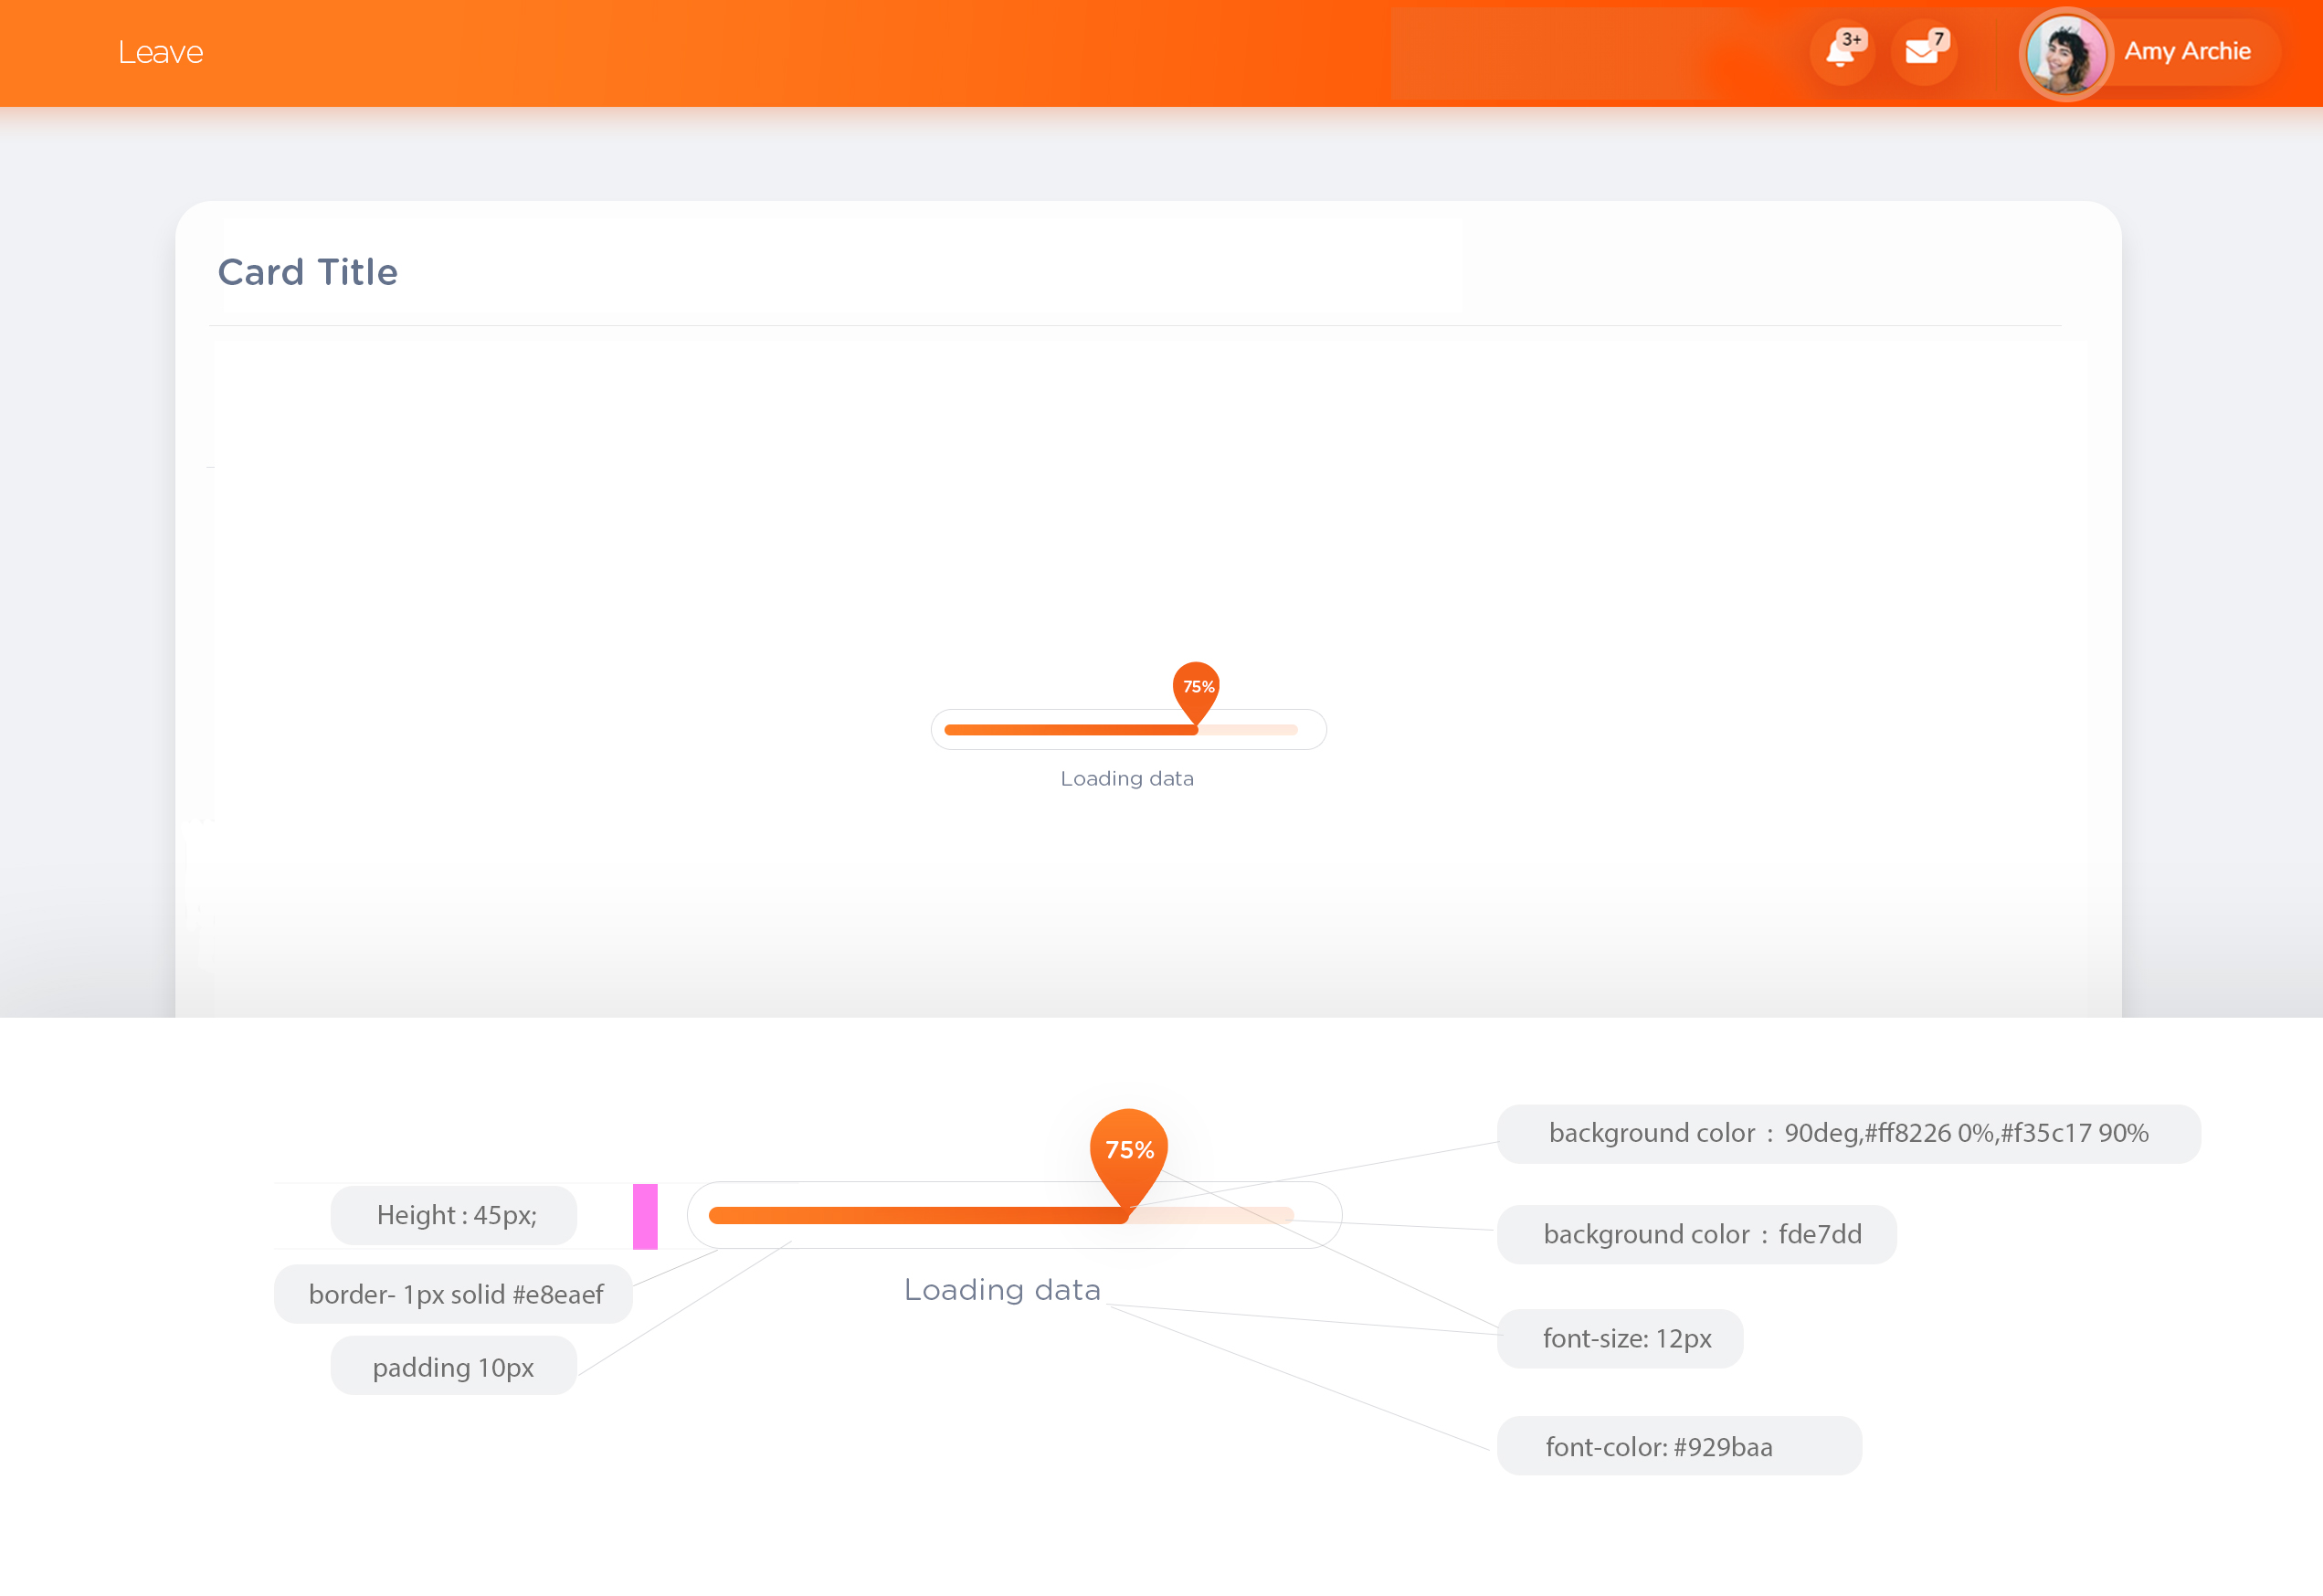 Leave
3+
7
Amy Archie
Card Title
75%
Loading data
75%
background color : 90deg,#ff8226 0%,#f35c17 90%
Height : 45px;
background color : fde7dd
border- 1px solid #e8eaef
Loading data
font-size: 12px
padding 10px
font-color: #929baa